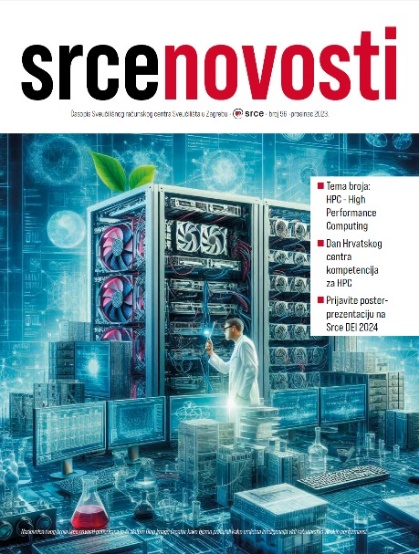 srcenovosti
Časopis Sveučilišnog računskog centra Sveučilišta u Zagrebu · srce · broj 96 · prosinac 2023.
Tema broja:
HPC - High
Performance
Computing
Dan Hrvatskog
centra
kompetencija
za HPC
Prijavite poster-
prezentaciju na
Srce DEI 2024